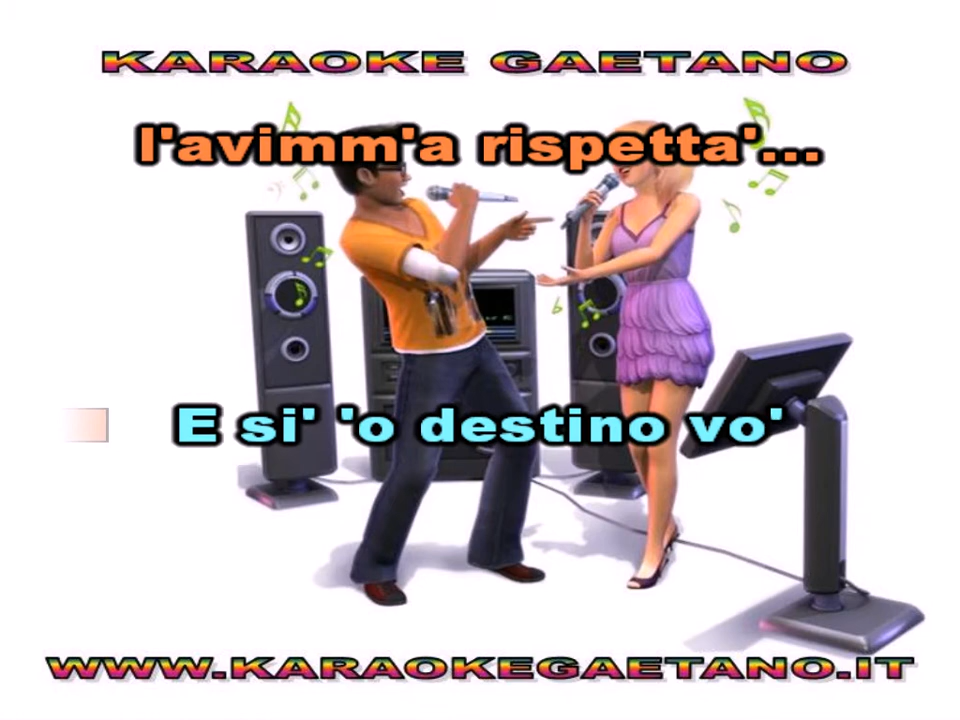 KARAOKE GAETANO
l'avimm'a rispetta'...
E si' 'o destino vo'
WWW.KARAOKEGAETANO.IT